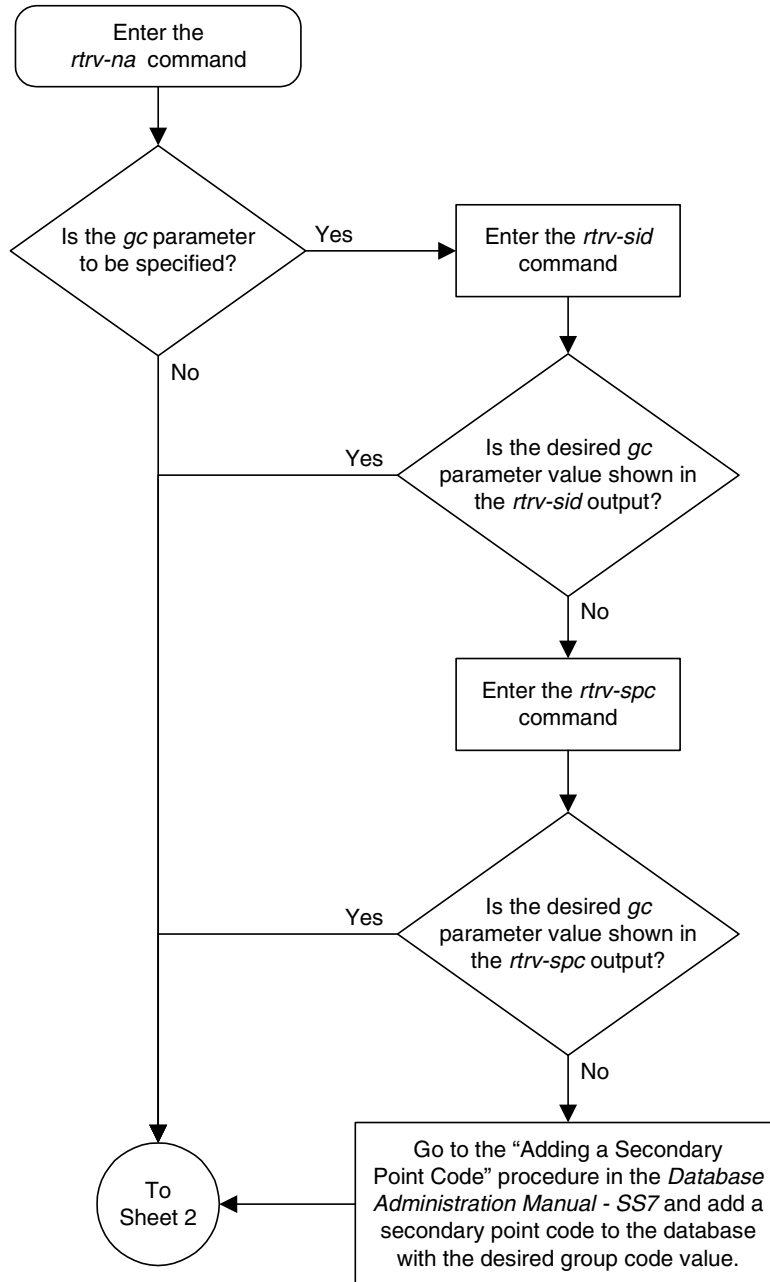 Enter the
rtrv-na command
Is the gc parameter
to be specified?
Yes
Enter the rtrv-sid
command
No
Yes
Is the desired gc
parameter value shown in
the rtrv-sid output?
No
Enter the rtrv-spc
command
Yes
Is the desired gc
parameter value shown in
the rtrv-spc output?
No
To
Sheet 2
Go to the “Adding a Secondary
Point Code” procedure in the Database
Administration Manual - SS7 and add a
secondary point code to the database
with the desired group code value.